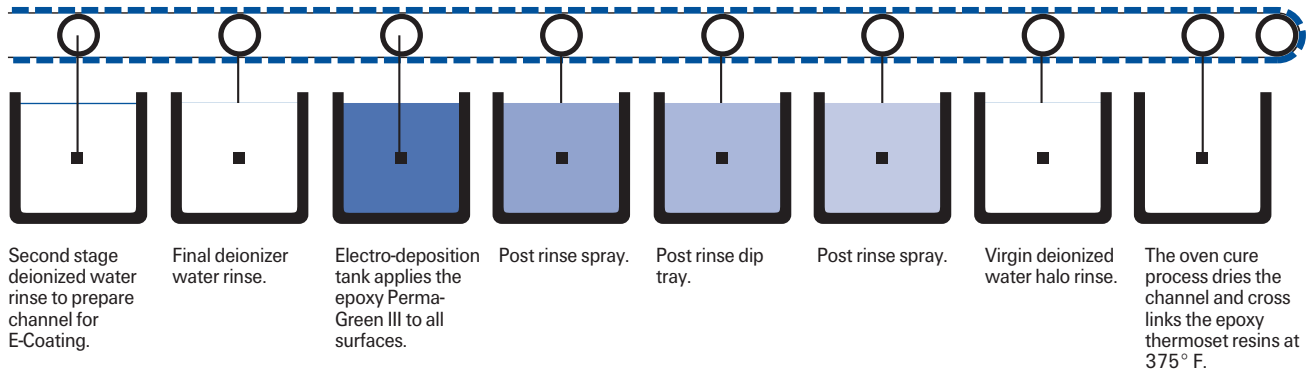 Second stage
deionized water
rinse to prepare
channel for
E-Coating.
Final deionizer
water rinse.
Electro-deposition
tank applies the
epoxy Perma-
Green III to all
surfaces.
Post rinse spray.
Post rinse dip
tray.
Post rinse spray.
Virgin deionized
water halo rinse.
The oven cure
process dries the
channel and cross
links the epoxy
thermoset resins at
375° F.